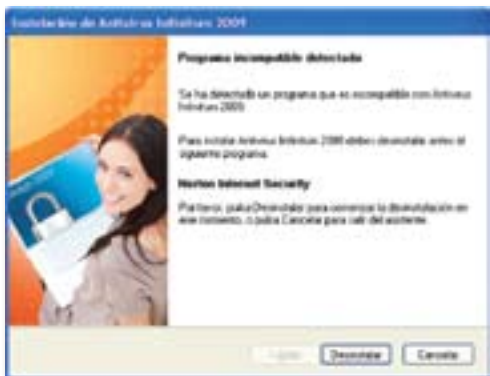 Instalación de Antivirus Infinitum 2009
Programa incompatible detectado
Se ha detectado un programa que es incompatible con Antivirus
Infinitum 2009.
Para instalar Antivirus Infinitum 2009 debes desinstalar antes el
siguiente programa.
Norton Internet Security
Por favor, pulsa Desinstalar para comenzar la desinstalación en
ese momento, o pulsa Cancelar para salir del asistente.
Desinstalar
Cancelar